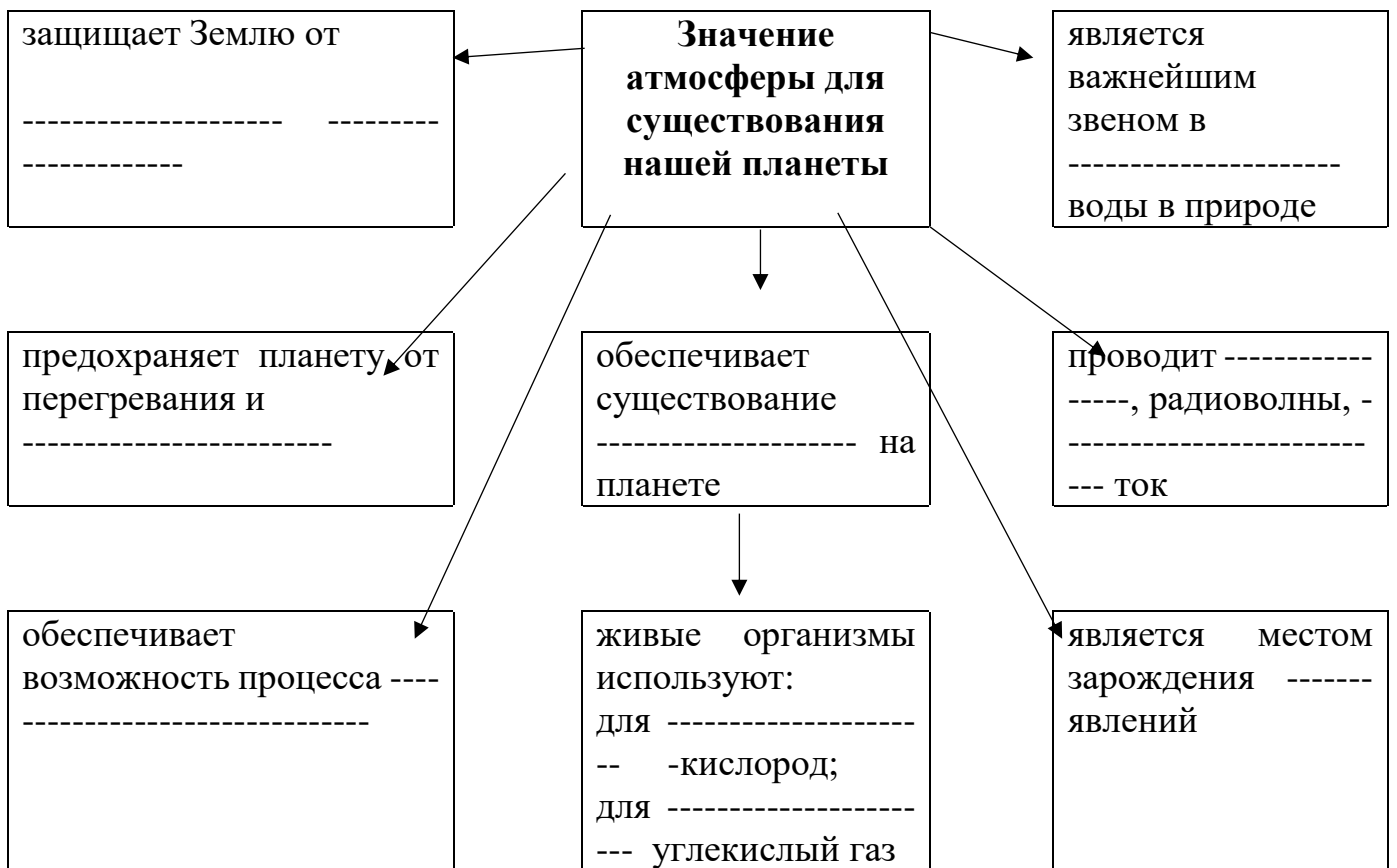 защищает Землю от
--------------------- ---------
-------------
Значение
атмосферы для
существования
нашей планеты
является
важнейшим
звеном в
----------------------
воды в природе
предохраняет планету от
перегревания и
-------------------------
обеспечивает
существование
--------------------- на
планете
проводит ------------
-----, радиоволны, -
------------------------
--- ток
обеспечивает
возможность процесса ----
----------------------------
живые организмы
используют:
для --------------------
-- -кислород;
для --------------------
--- углекислый газ
является местом
зарождения -------
явлений